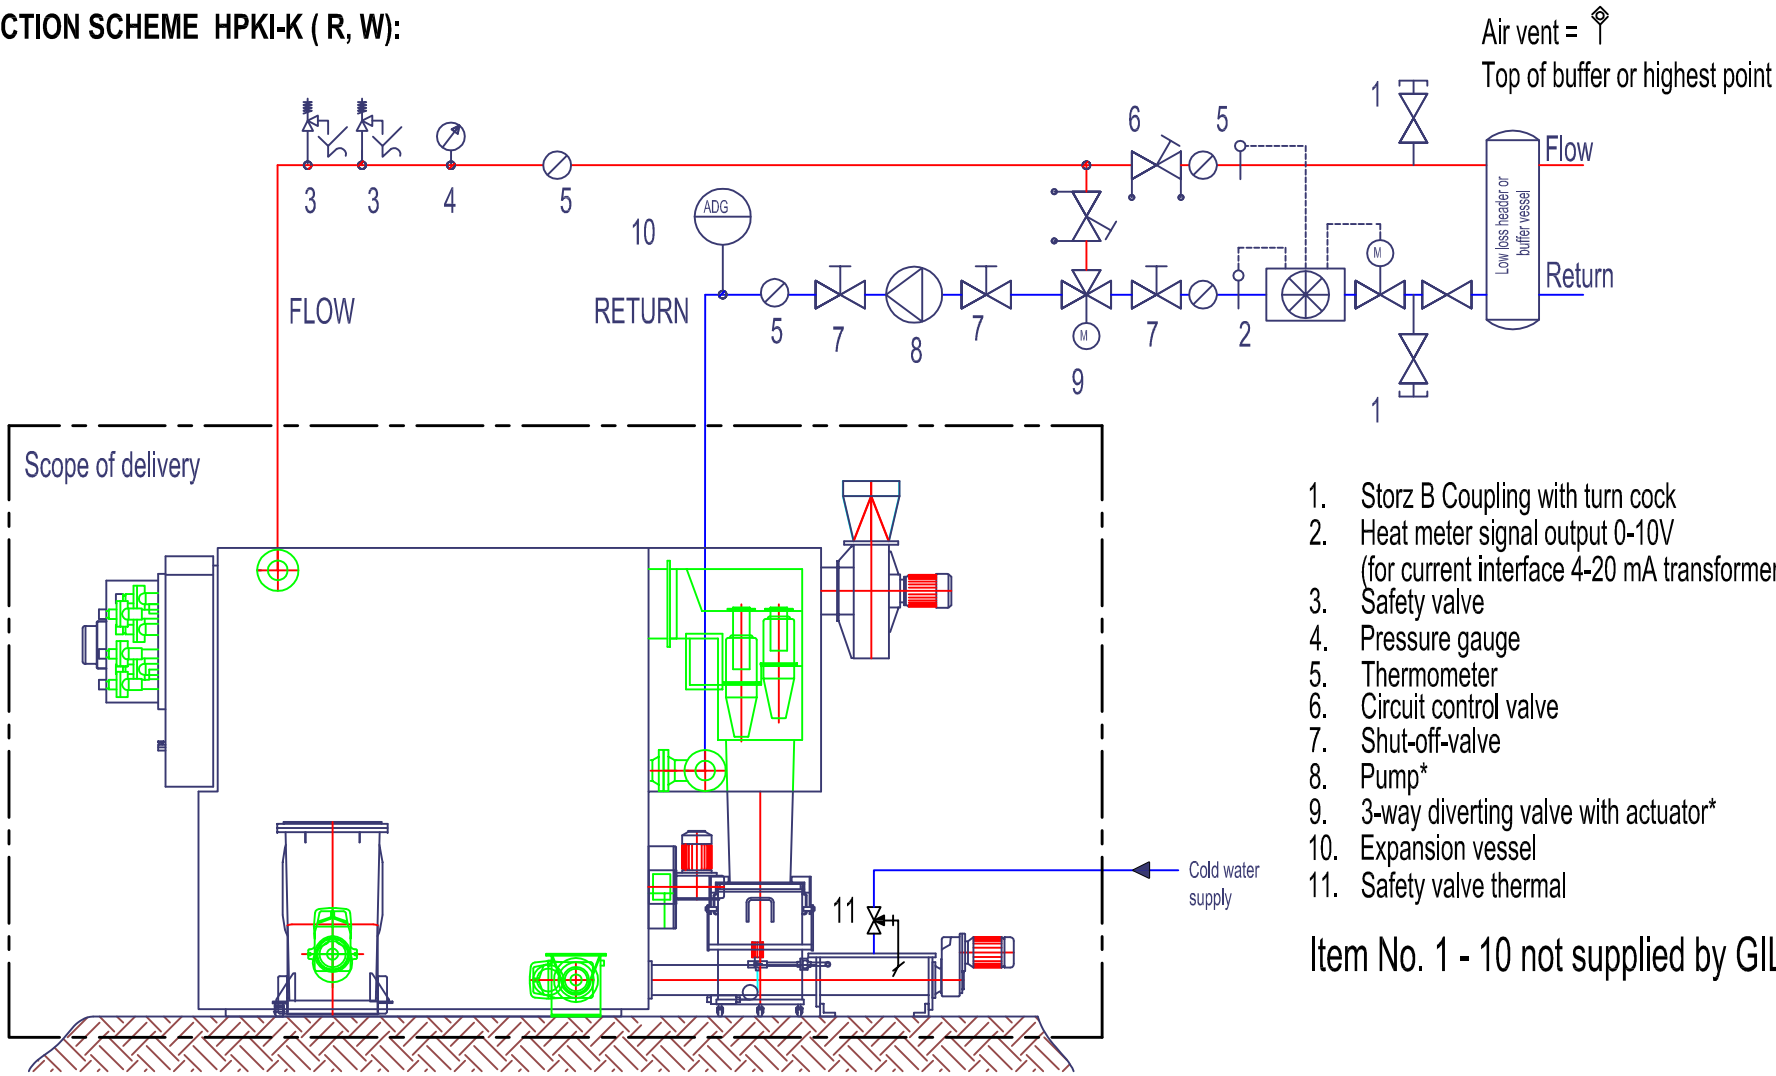 CTION SCHEME HPKI-K ( R, W):
Air vent =
Top of buffer or highest point
1
6
5
3
3
4
5
10
ADG
Flow
Low loss header or
buffer vessel
M
Return
FLOW
RETURN
5
7
8
7
M
9
7
2
1
Scope of delivery
1. Storz B Coupling with turn cock
2. Heat meter signal output 0-10V
(for current interface 4-20 mA transformer
3. Safety valve
4. Pressure gauge
5. Thermometer
6. Circuit control valve
7. Shut-off-valve
8. Pump*
9. 3-way diverting valve with actuator*
10. Expansion vessel
11. Safety valve thermal
Cold water
supply
11
Item No. 1 - 10 not supplied by GIL